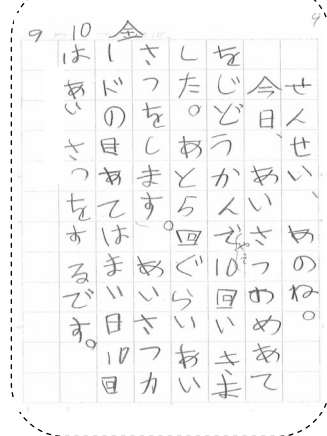 9 10 金
せんせい、あのね。
今日、あいさつのめあて
をじどうかんで10回いきま
した。あと5回ぐらいあい
さつをします。あいさつカ
ードの目あてはまい日10回
はあいさつをするです。